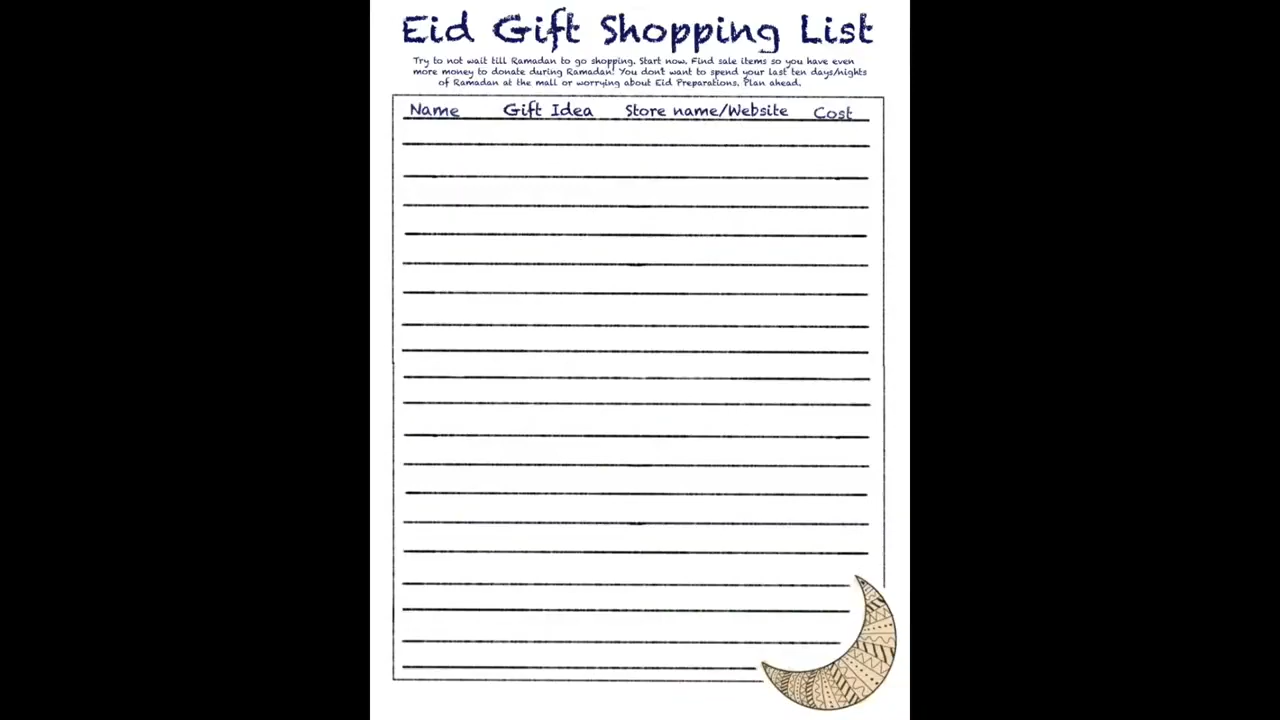 Eid Gift Shopping List
Try to not wait till Ramadan to go shopping. Start now. Find sale items so you have even
more money to donate during Ramadan! You don't want to spend your last ten days/nights
of Ramadan at the mall or worrying about Eid Preparations. Plan ahead.
Name Gift Idea Store name/Website Cost